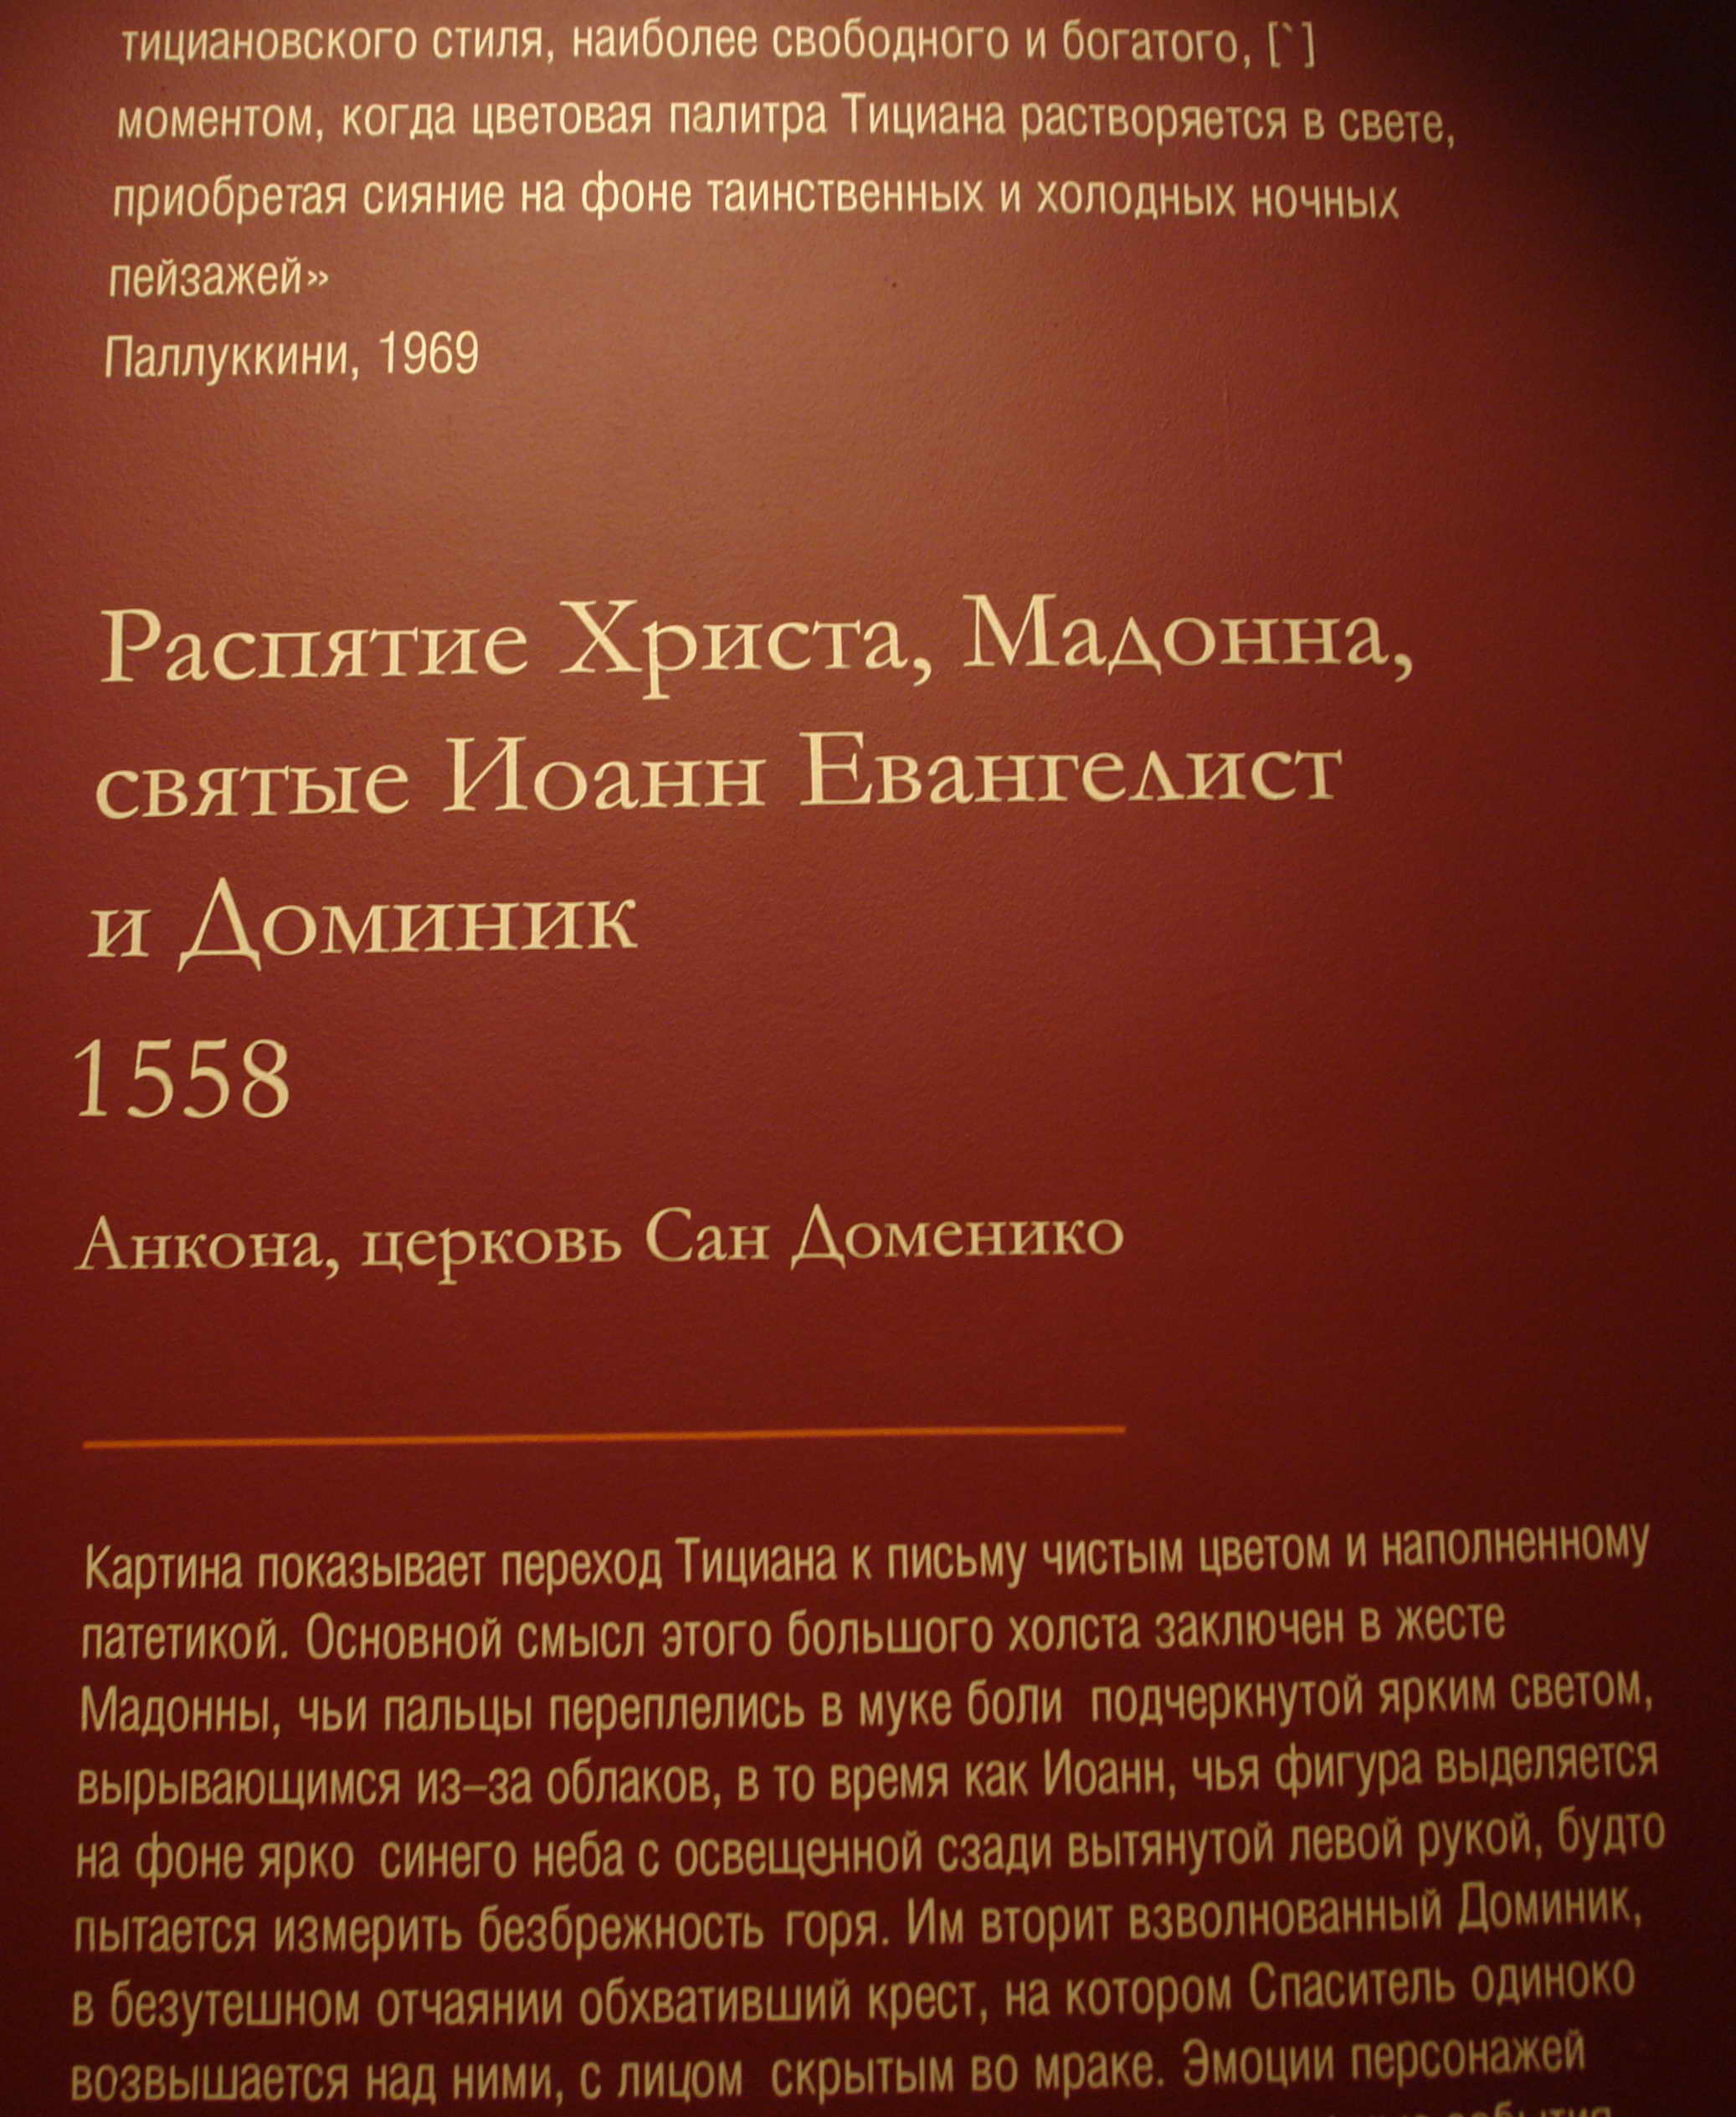 тициановского стиля, наиболее свободного и богатого, [`]
моментом, когда цветовая палитра Тициана растворяется в свете,
приобретая сияние на фоне таинственных и холодных ночных
пейзажей»
Паллуккини, 1969
Распятие Христа, Мадонна,
святые Иоанн Евангелист
и Доминик
1558
Анкона, церковь Сан Доменико
Картина показывает переход Тициана к письму чистым цветом и наполненному
патетикой. Основной смысл этого большого холста заключен в жесте
Мадонны, чьи пальцы переплелись в муке боли подчеркнутой ярким светом,
вырывающимся из–за облаков, в то время как Иоанн, чья фигура выделяется
на фоне ярко синего неба с освещенной сзади вытянутой левой рукой, будто
пытается измерить безбрежность горя. Им вторит взволнованный Доминик,
в безутешном отчаянии обхвативший крест, на котором Спаситель одиноко
возвышается над ними, с лицом скрытым во мраке. Эмоции персонажей
события